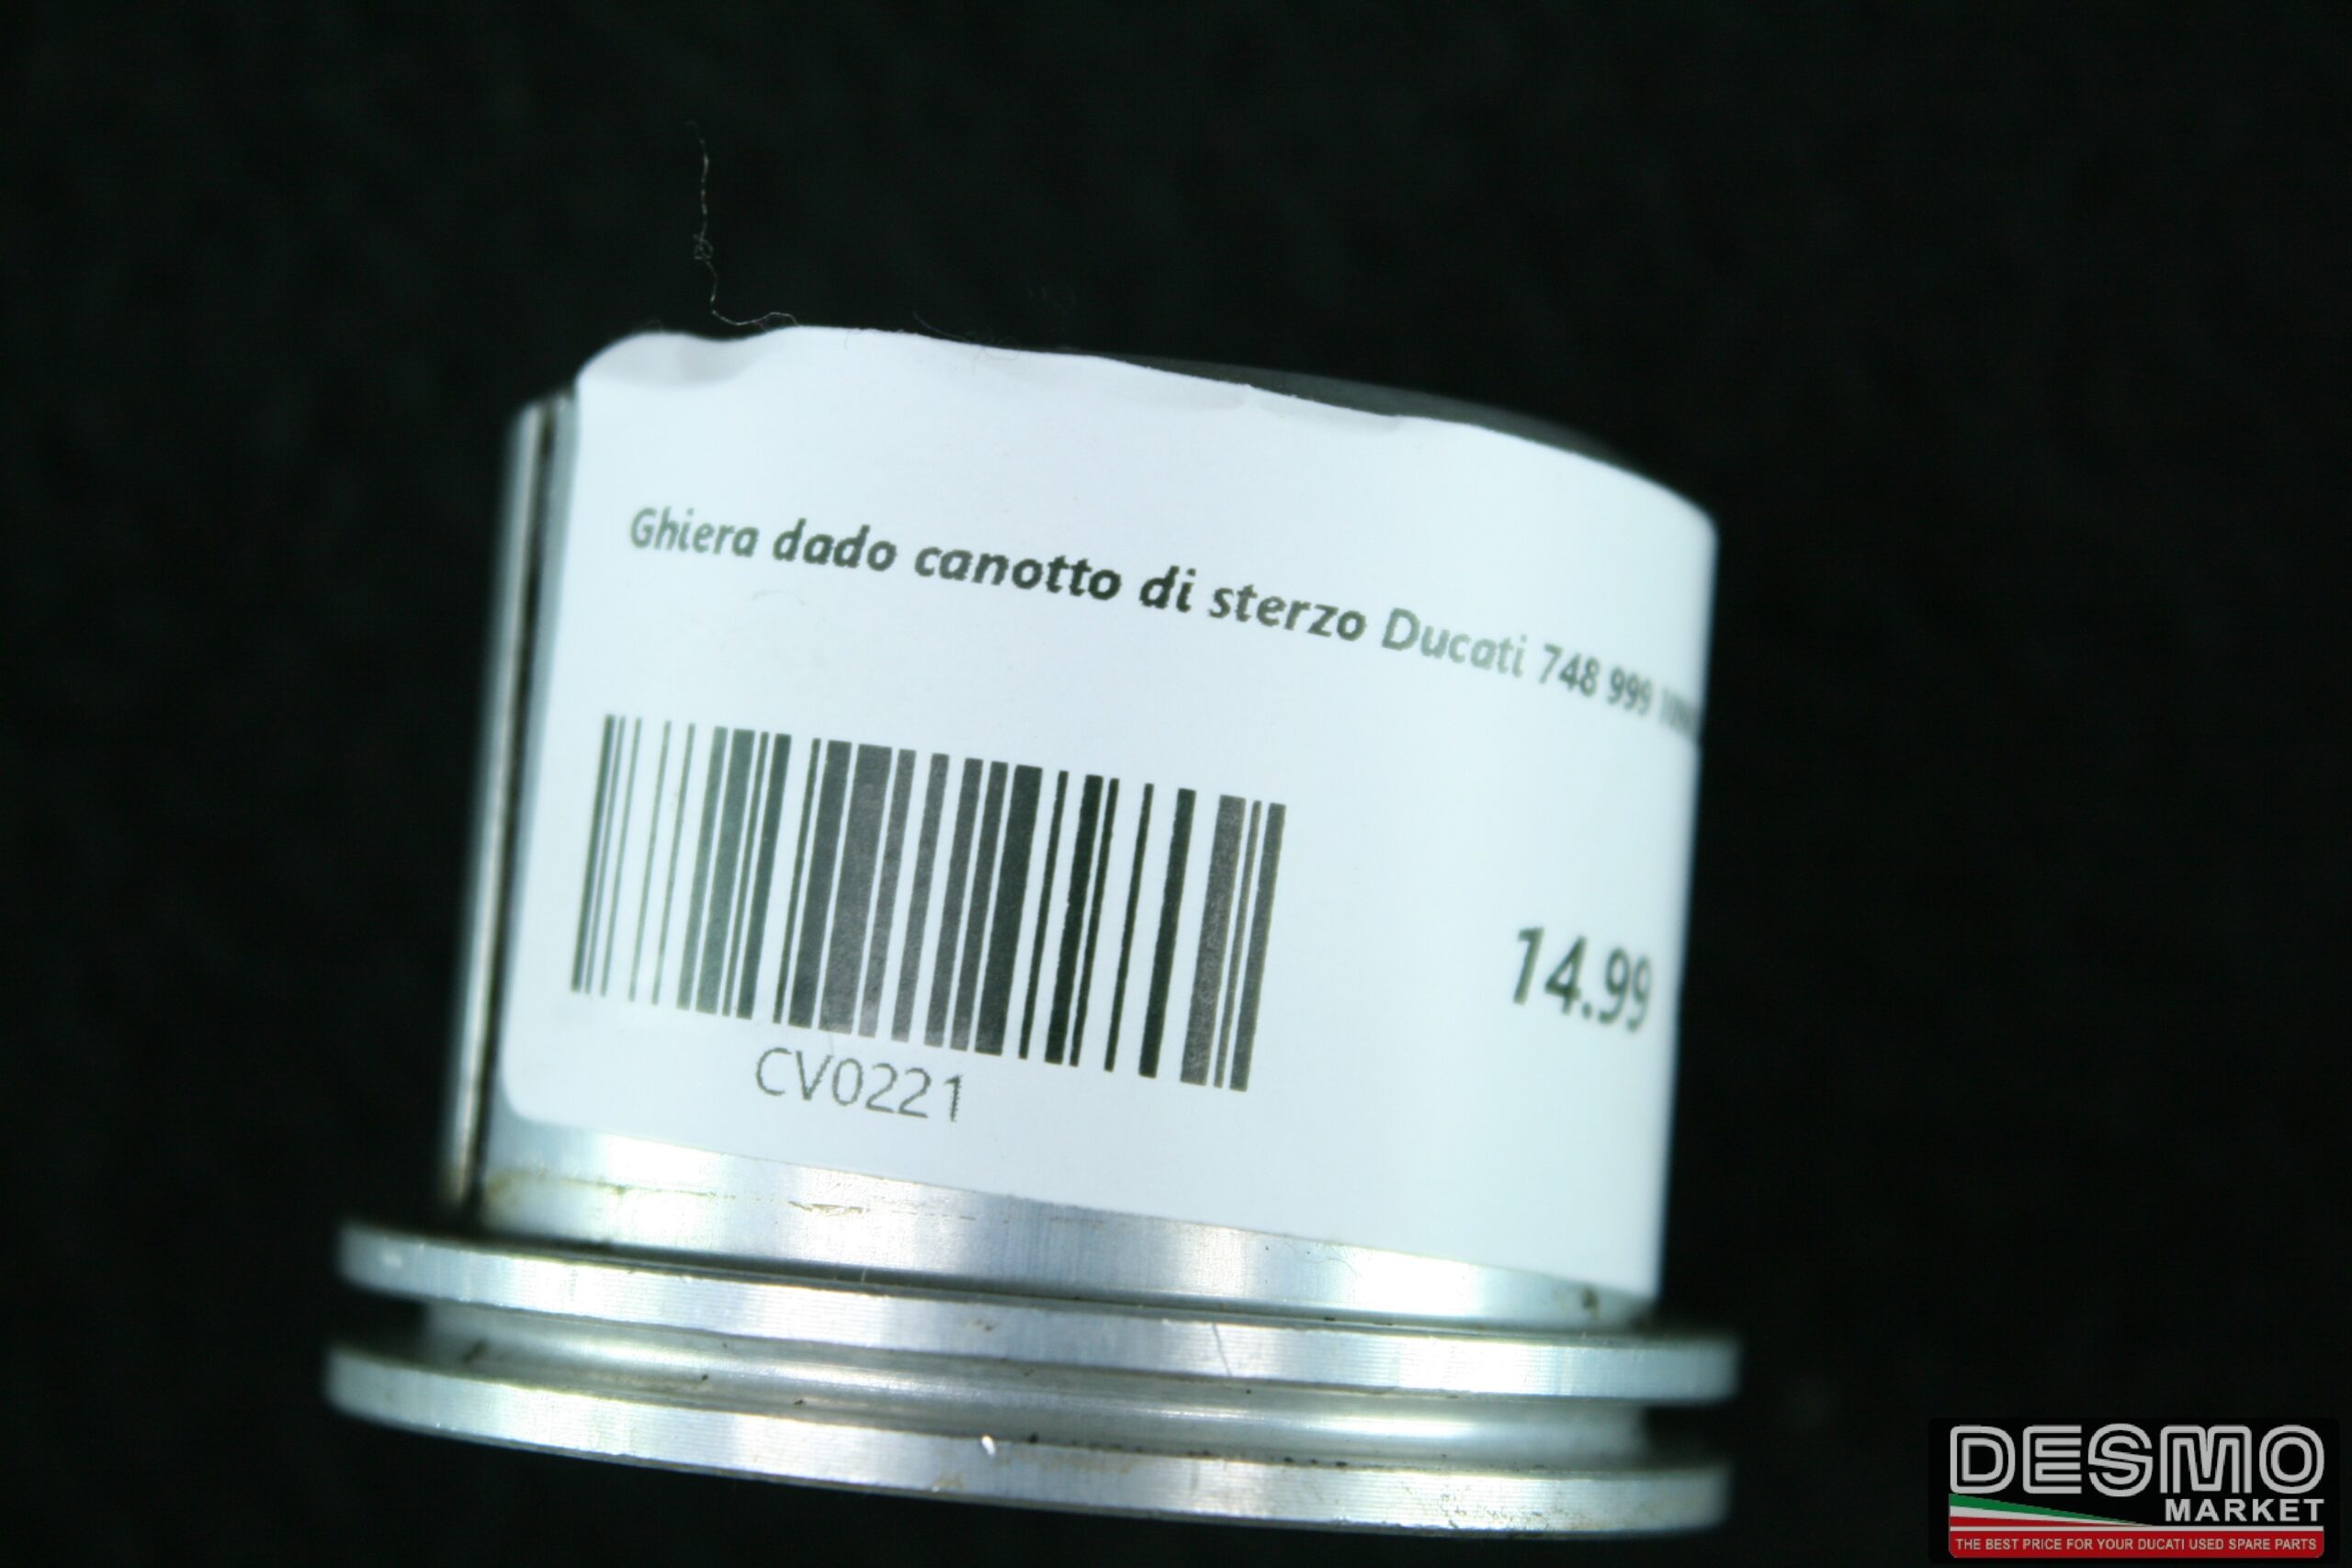 Ghiera dado canotto di sterzo Ducati 748 999
14.99
CV0221
DESMO
MARKET
THE BEST PRICE FOR YOUR DUCATI USED SPARE PARTS